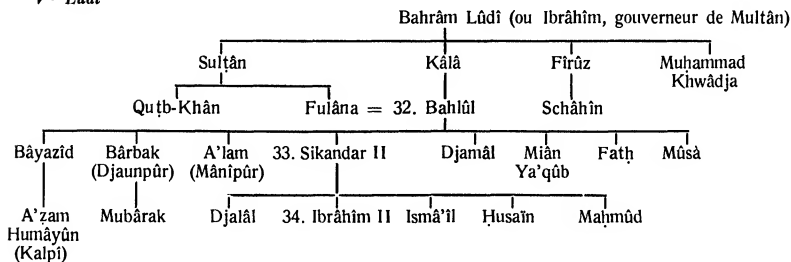 Bahrâm Lûdî (ou Ibrâhîm, gouverneur de Multân)
Sulṭân Kâlâ Fîrûz Muḥammad
Khwâdja
Quṭb-Khân Fulâna = 32. Bahlûl Schâhîn
Bâyazîd Bârbak A'lam 33. Sikandar II Djamâl Miân Fatḥ Mûsà
(Djaunpûr) (Mânîpûr) Ya'qûb
A'ẓam Mubârak Djalâl 34. Ibrâhîm II Ismâ'îl Ḥusaïn Maḥmûd
Humâyûn
(Kalpî)